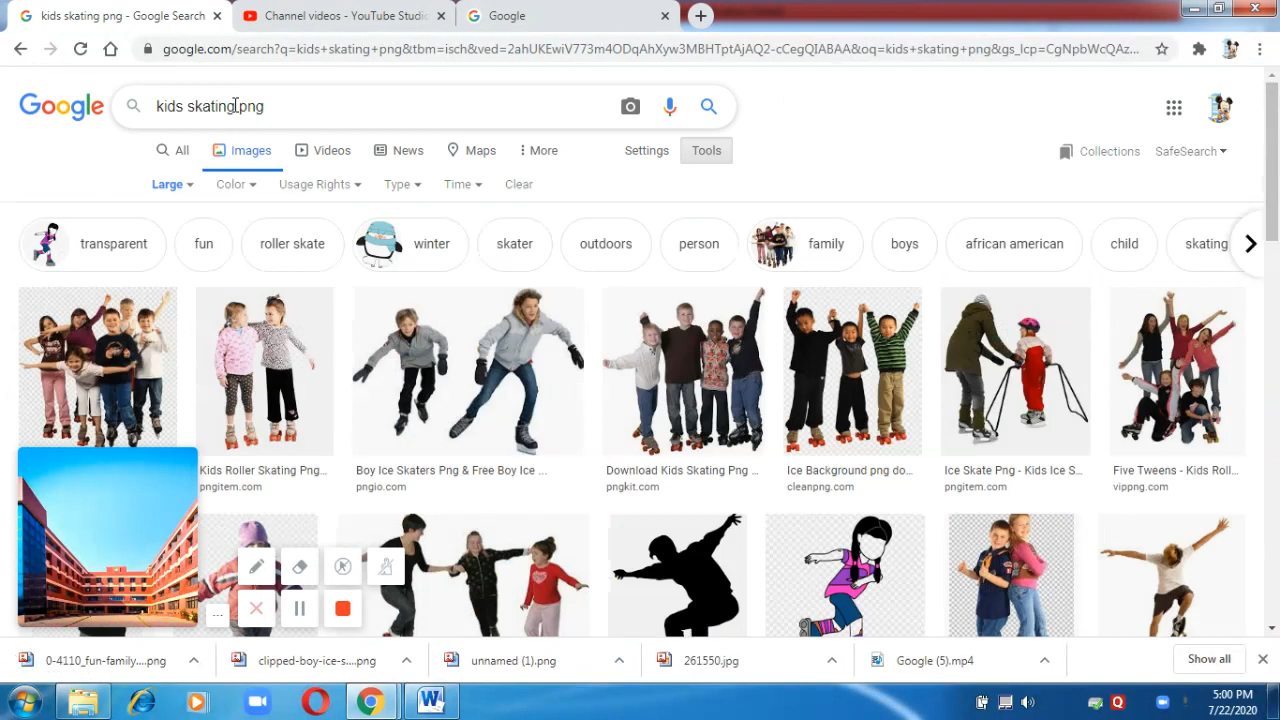 kids skating png - Google Search
Channel videos - YouTube Studio
Google
google.com/search?q=kids+skating+png&tbm=isch&ved=2ahUKEwiV773m4ODqAhXyw3MBHTptAjAQ2-cCegQIABAA&oq=kids+skating+png&gs_lcp=CgNpbWcQAz...
Google
kids skating png
All
Images
Videos
News
Maps
More
Settings
Tools
Collections
SafeSearch
Large
Color
Usage Rights
Type
Time
Clear
transparent
fun
roller skate
winter
skater
outdoors
person
family
boys
african american
child
skating
Kids Roller Skating Png...
pngitem.com
Boy Ice Skaters Png & Free Boy Ice ...
pngio.com
Download Kids Skating Png ...
pngkit.com
Ice Background png do...
cleanpng.com
Ice Skate Png - Kids Ice S...
pngitem.com
Five Tweens - Kids Roll...
vippng.com
...
0-4110_fun-family....png
clipped-boy-ice-s....png
unnamed (1).png
261550.jpg
Google (5).mp4
Show all
5:00 PM
7/22/2020